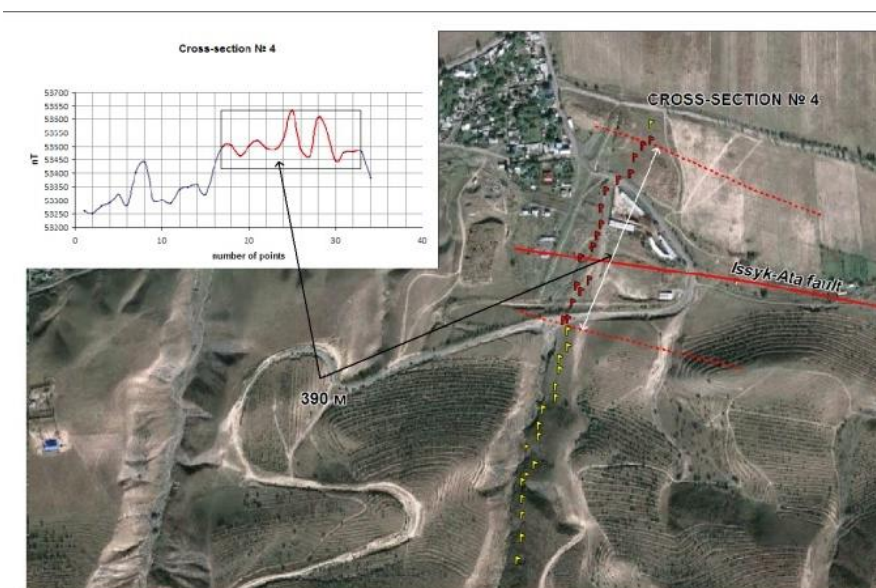 Cross-section № 4
53700
53650
53600
53550
53500
53450
53400
53350
53300
53250
53200
nT
0
10
20
30
40
number of points
CROSS-SECTION № 4
Issyk-Ata fault
390 м